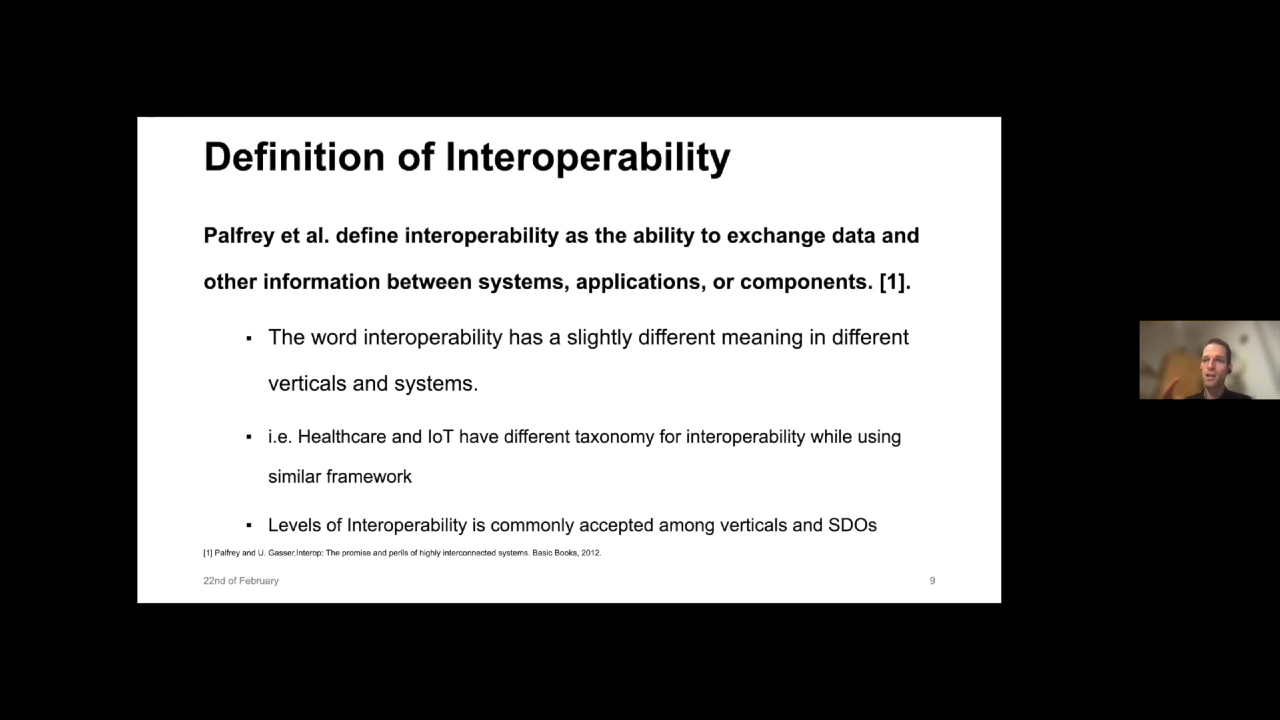 Definition of Interoperability
Palfrey et al. define interoperability as the ability to exchange data and
other information between systems, applications, or components. [1].
▪ The word interoperability has a slightly different meaning in different
verticals and systems.
▪ i.e. Healthcare and IoT have different taxonomy for interoperability while using
similar framework
▪ Levels of Interoperability is commonly accepted among verticals and SDOs
[1] Palfrey and U. Gasser,Interop: The promise and perils of highly interconnected systems. Basic Books, 2012.
22nd of February
9